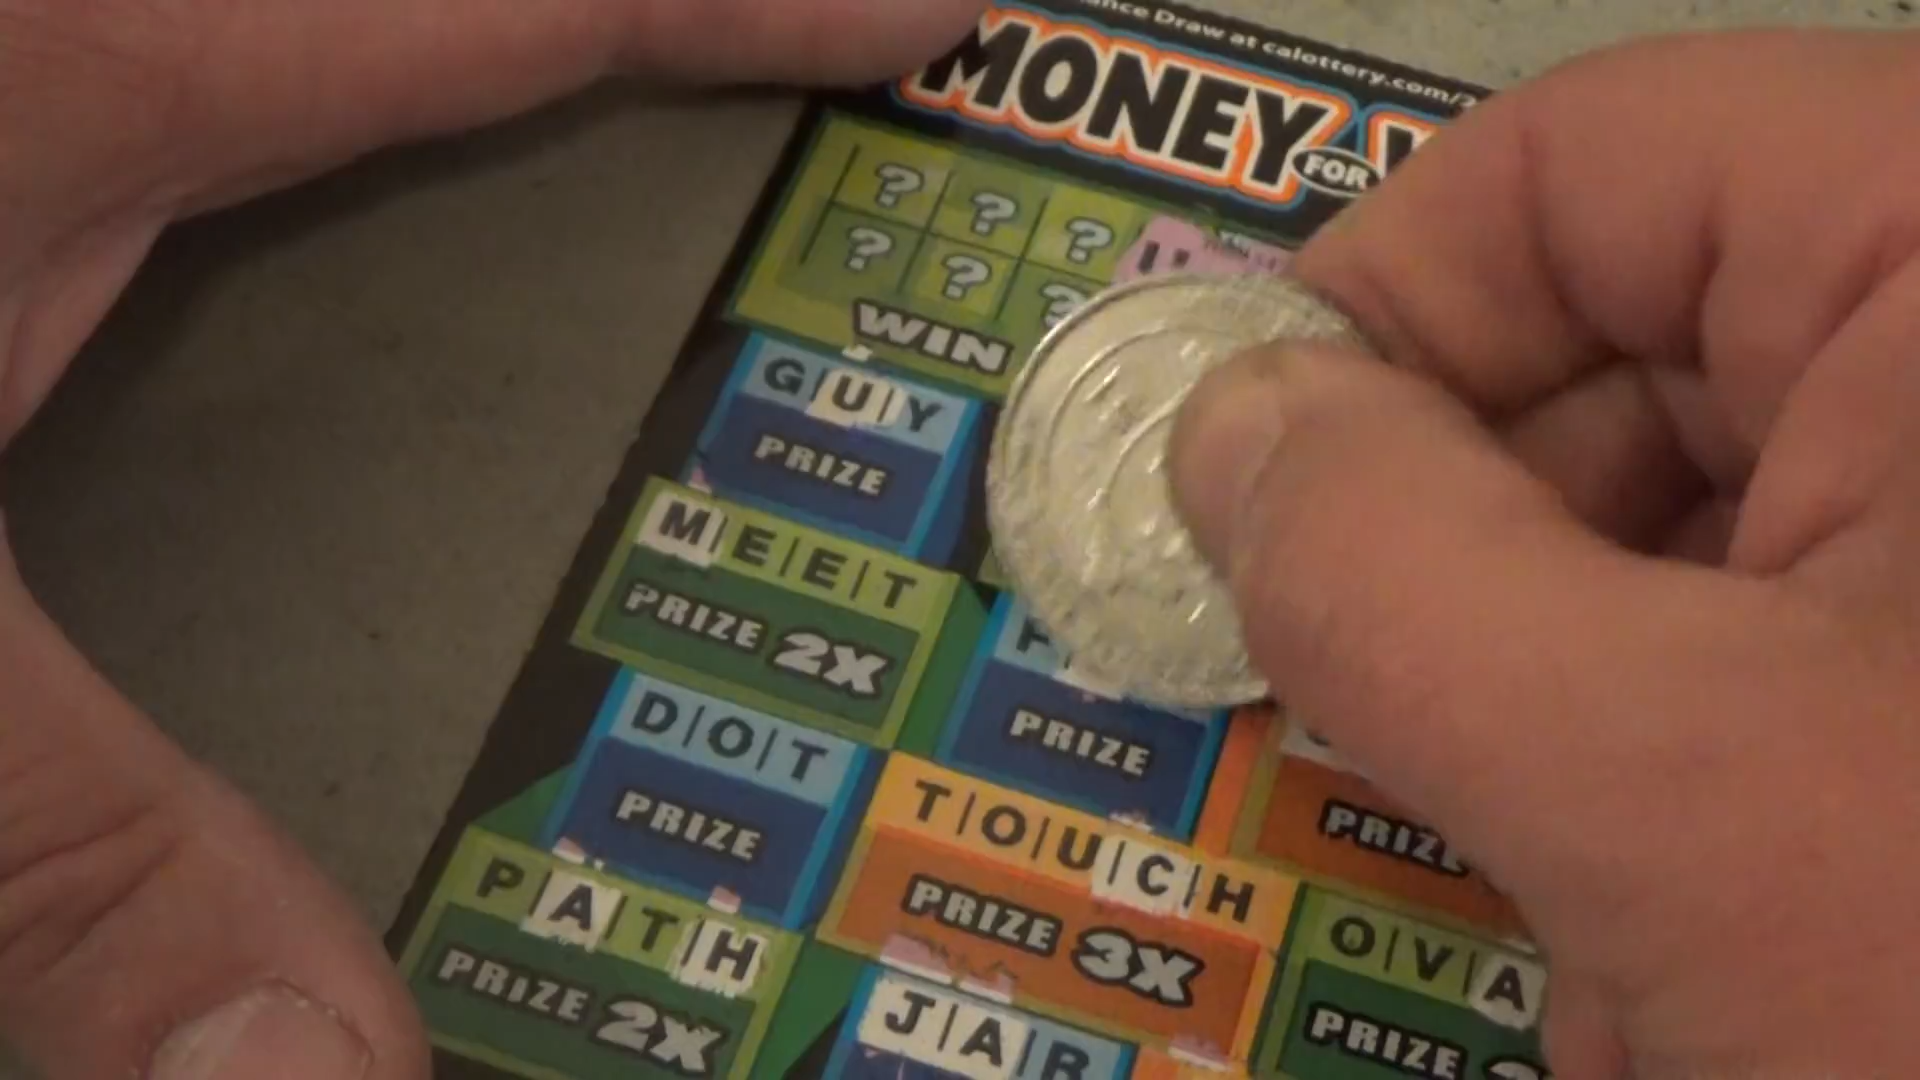 ance Draw at calottery.com/2
MONEY FOR
? ? ?
? ? ?
WIN
GUY
PRIZE
MEET
PRIZE 2X
PRIZE
DOT
PRIZE
PRIZE
TOUCH
PRIZE 3X
PATH
PRIZE 2X
OVA
PRIZE
JAR